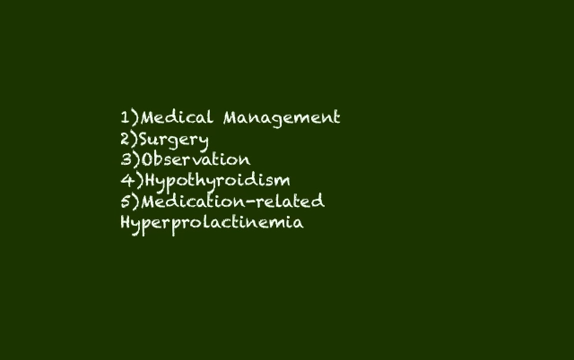 1)Medical Management
2)Surgery
3)Observation
4)Hypothyroidism
5)Medication-related
Hyperprolactinemia